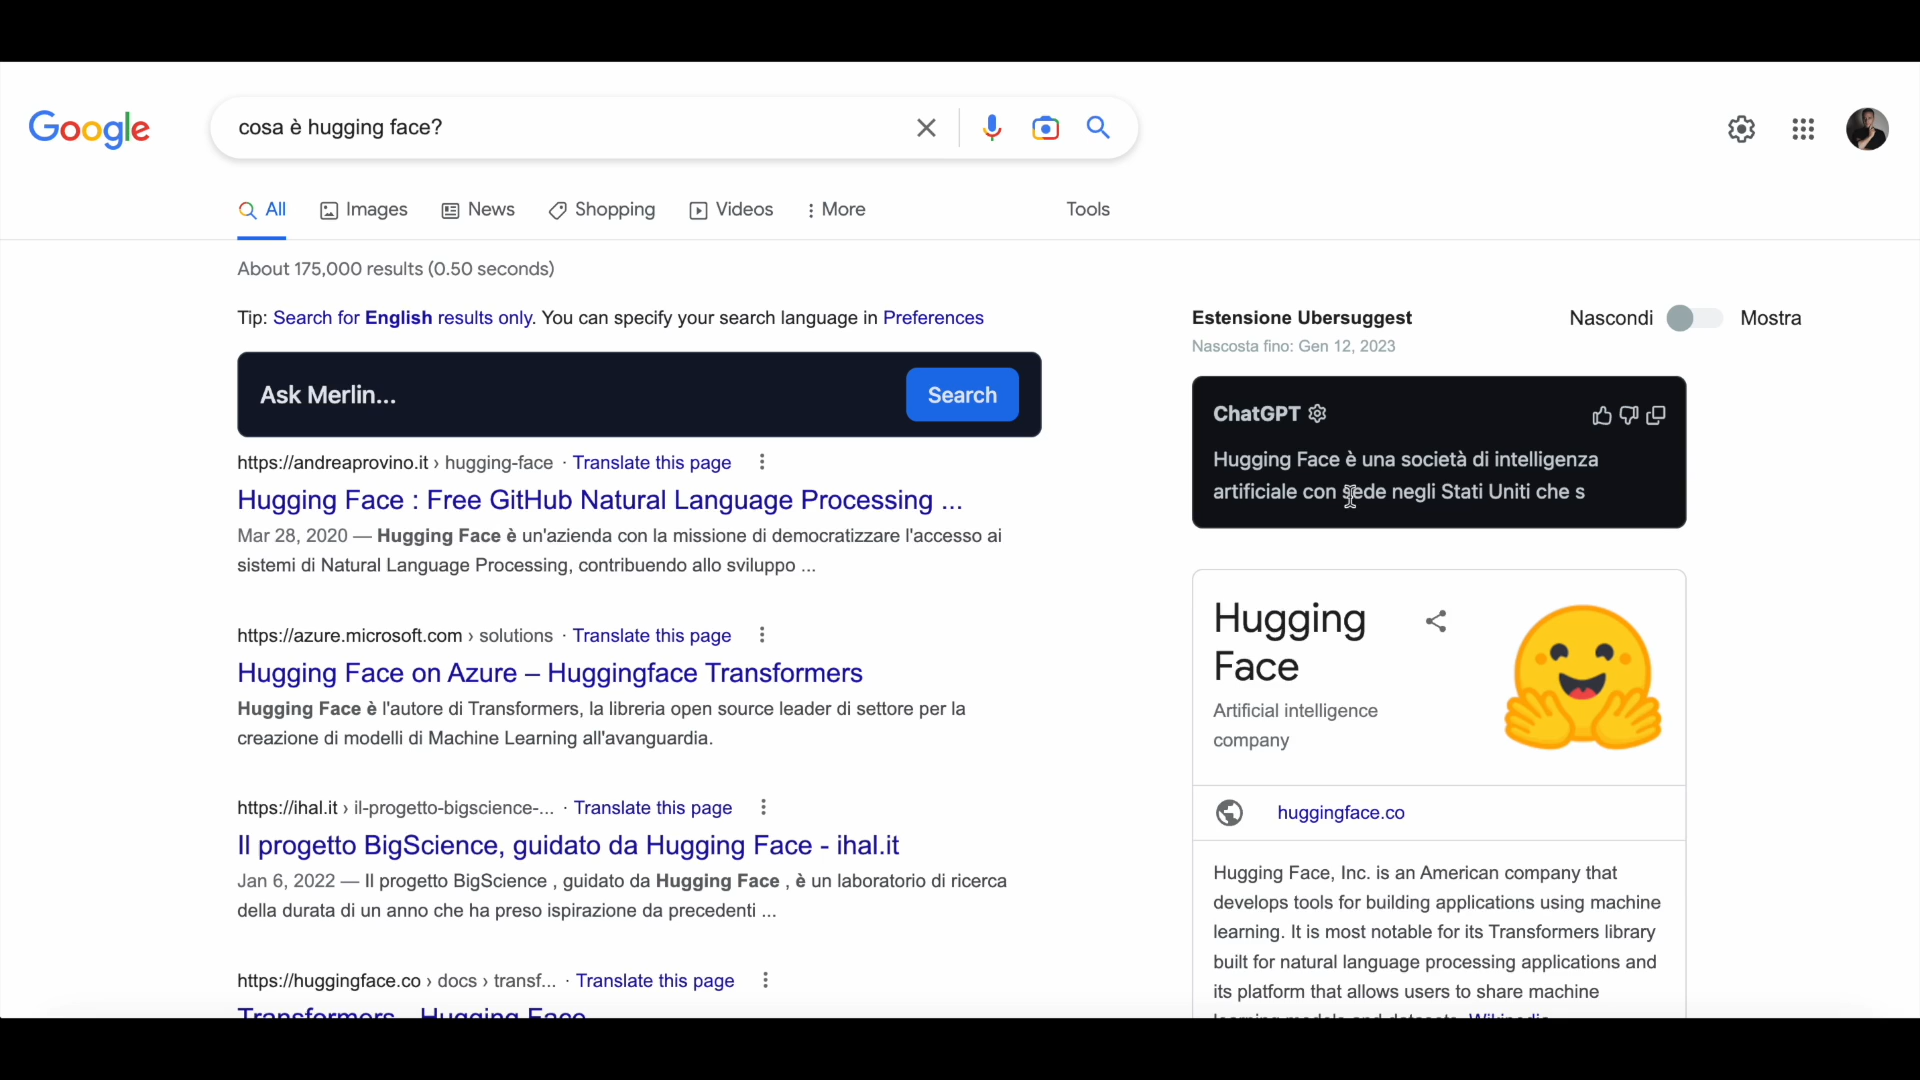 Google
cosa è hugging face?
All
Images
News
Shopping
Videos
More
Tools
About 175,000 results (0.50 seconds)
Tip: Search for English results only. You can specify your search language in Preferences
Ask Merlin...
Search
https://andreaprovino.it › hugging-face · Translate this page
Hugging Face : Free GitHub Natural Language Processing ...
Mar 28, 2020 — Hugging Face è un'azienda con la missione di democratizzare l'accesso ai
sistemi di Natural Language Processing, contribuendo allo sviluppo ...
https://azure.microsoft.com › solutions · Translate this page
Hugging Face on Azure – Huggingface Transformers
Hugging Face è l'autore di Transformers, la libreria open source leader di settore per la
creazione di modelli di Machine Learning all'avanguardia.
https://ihal.it › il-progetto-bigscience-... · Translate this page
Il progetto BigScience, guidato da Hugging Face - ihal.it
Jan 6, 2022 — Il progetto BigScience , guidato da Hugging Face , è un laboratorio di ricerca
della durata di un anno che ha preso ispirazione da precedenti ...
https://huggingface.co › docs › transf... · Translate this page
Transformers - Hugging Face
Estensione Ubersuggest
Nascondi
Mostra
Nascosta fino: Gen 12, 2023
ChatGPT
Hugging Face è una società di intelligenza
artificiale con sede negli Stati Uniti che s
Hugging
Face
Artificial intelligence
company
huggingface.co
Hugging Face, Inc. is an American company that
develops tools for building applications using machine
learning. It is most notable for its Transformers library
built for natural language processing applications and
its platform that allows users to share machine
learning models and datasets. Wikipedia